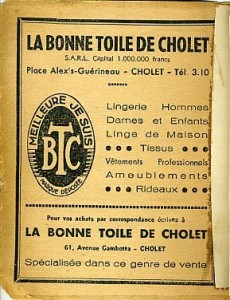 LA BONNE TOILE DE CHOLET
S.A.R.L. Capital 1.000.000 francs
Place Alex's-Guérineau - CHOLET - Tél. 3.10
MEILLEURE JE SUIS
BTC
MARQUE DÉPOSÉE
Lingerie Hommes
Dames et Enfants
Linge de Maison
Tissus
Vêtements Professionnels
Ameublements
Rideaux
Pour vos achats par correspondance écrivez à
LA BONNE TOILE DE CHOLET
61, Avenue Gambetta - CHOLET
Spécialisée dans ce genre de vente